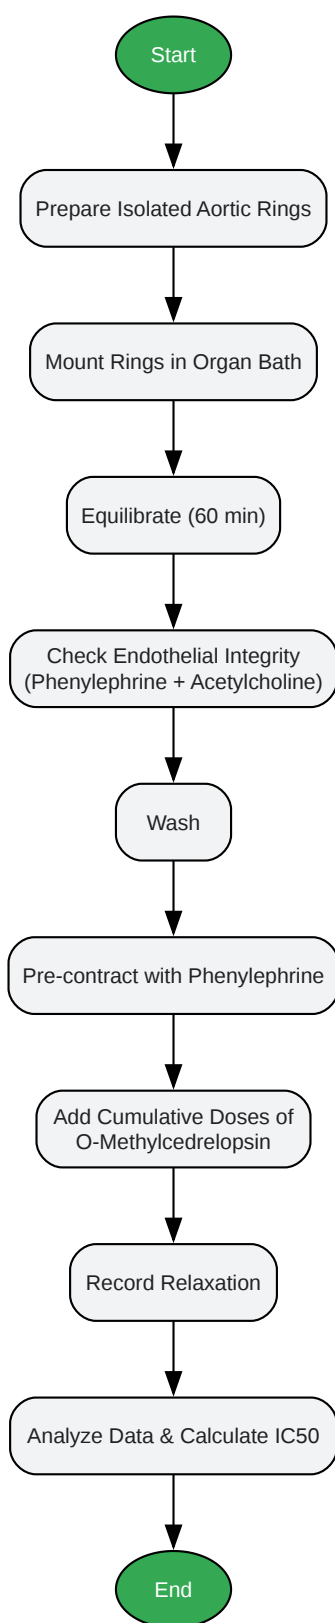 Start
Prepare Isolated Aortic Rings
Mount Rings in Organ Bath
Equilibrate (60 min)
Check Endothelial Integrity
(Phenylephrine + Acetylcholine)
Wash
Pre-contract with Phenylephrine
Add Cumulative Doses of
O-Methylcedrelopsin
Record Relaxation
Analyze Data & Calculate IC50
End